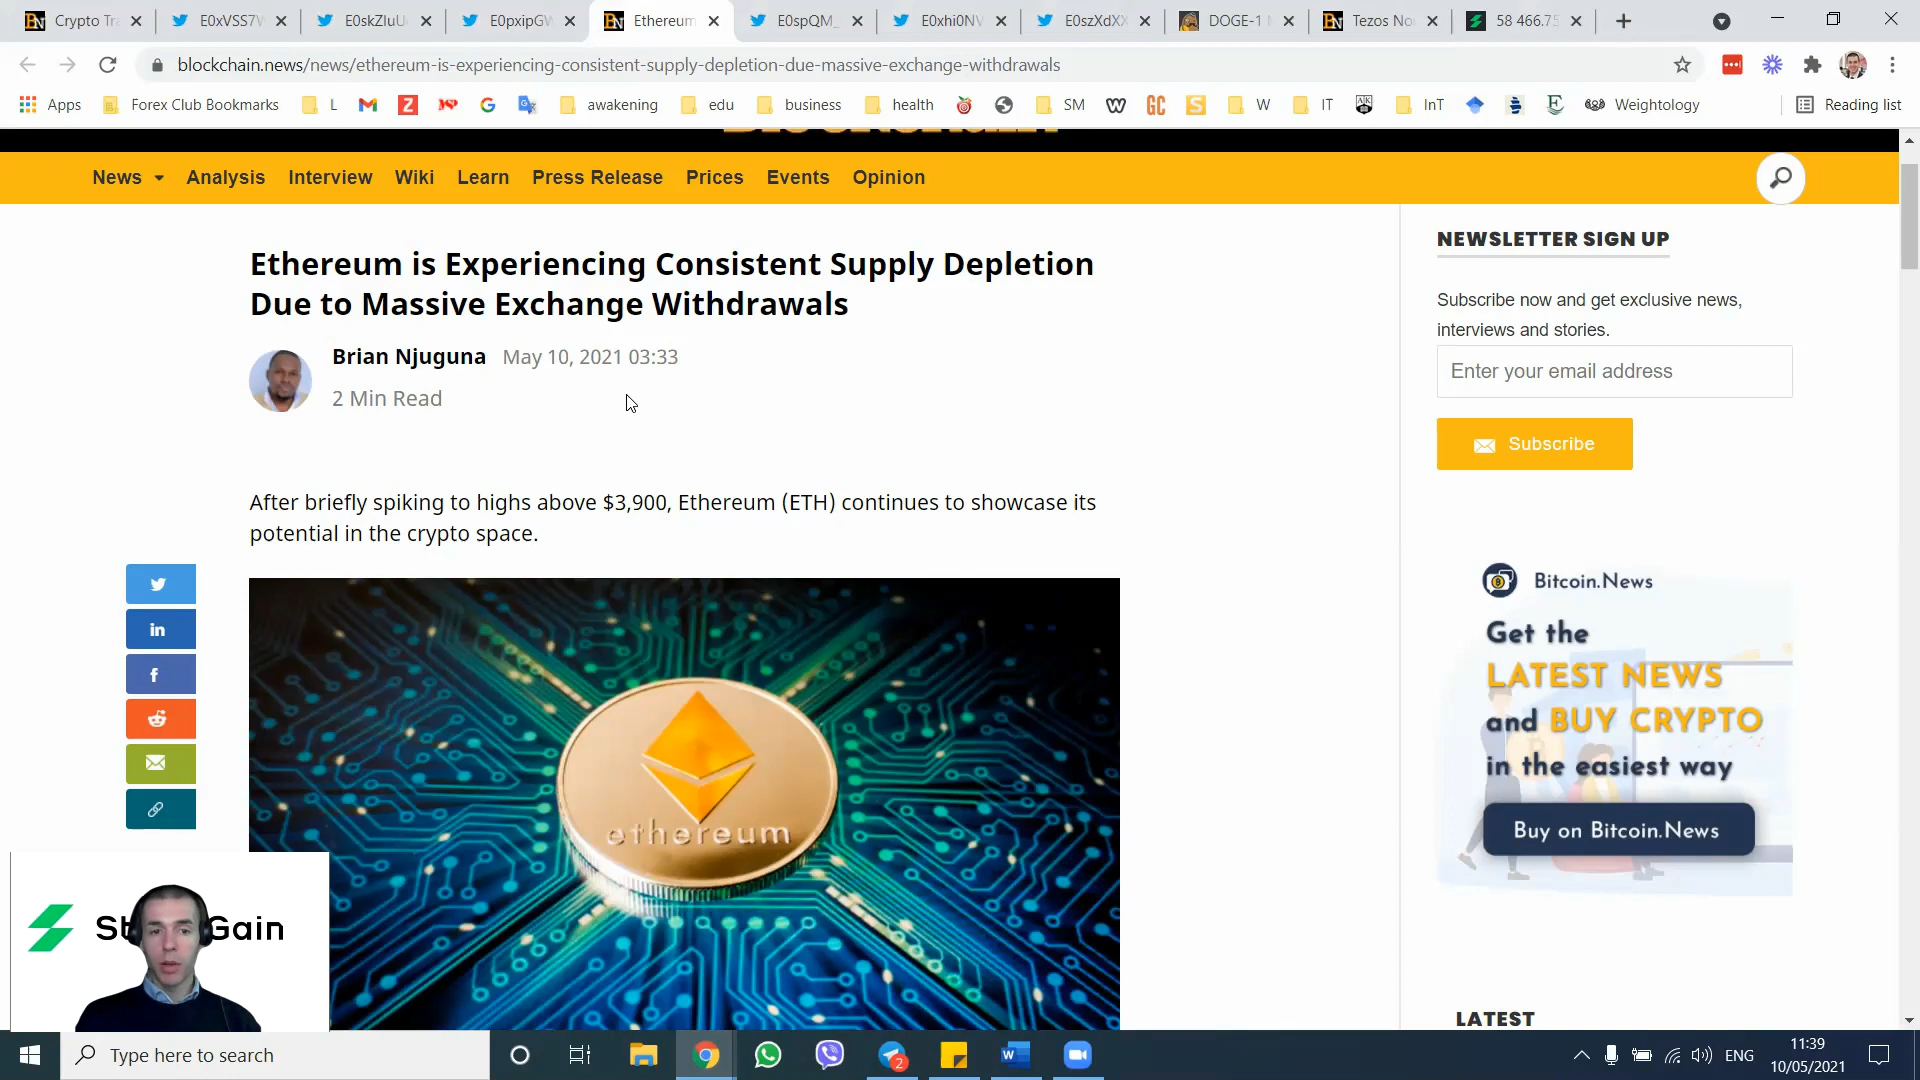 Crypto Tr
E0xVSS7
E0skZIuU
E0pxipGW
Ethereum
E0spQM_
E0xhi0NV
E0szXdXX
DOGE-1
Tezos No
58 466.75
blockchain.news/news/ethereum-is-experiencing-consistent-supply-depletion-due-massive-exchange-withdrawals
Apps
Forex Club Bookmarks
L
awakening
edu
business
health
SM
W
IT
InT
Weightology
Reading list
News
Analysis
Interview
Wiki
Learn
Press Release
Prices
Events
Opinion
Ethereum is Experiencing Consistent Supply Depletion
Due to Massive Exchange Withdrawals
Brian Njuguna May 10, 2021 03:33
2 Min Read
After briefly spiking to highs above $3,900, Ethereum (ETH) continues to showcase its
potential in the crypto space.
ethereum
NEWSLETTER SIGN UP
Subscribe now and get exclusive news,
interviews and stories.
Enter your email address
Subscribe
Bitcoin.News
Get the
LATEST NEWS
and BUY CRYPTO
in the easiest way
Buy on Bitcoin.News
LATEST
Gain
Type here to search
2
ENG
11:39
10/05/2021